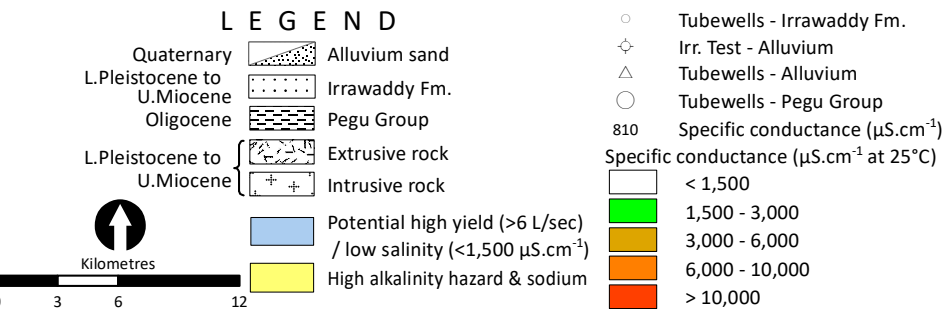 L E G E N D
Quaternary Alluvium sand
L.Pleistocene to
U.Miocene Irrawaddy Fm.
Oligocene Pegu Group
L.Pleistocene to Extrusive rock
U.Miocene Intrusive rock
Potential high yield (>6 L/sec)
/ low salinity (<1,500 µS.cm⁻¹)
High alkalinity hazard & sodium
Kilometres
0 3 6 12
Tubewells - Irrawaddy Fm.
Irr. Test - Alluvium
Tubewells - Alluvium
Tubewells - Pegu Group
810 Specific conductance (µS.cm⁻¹)
Specific conductance (µS.cm⁻¹ at 25°C)
< 1,500
1,500 - 3,000
3,000 - 6,000
6,000 - 10,000
> 10,000